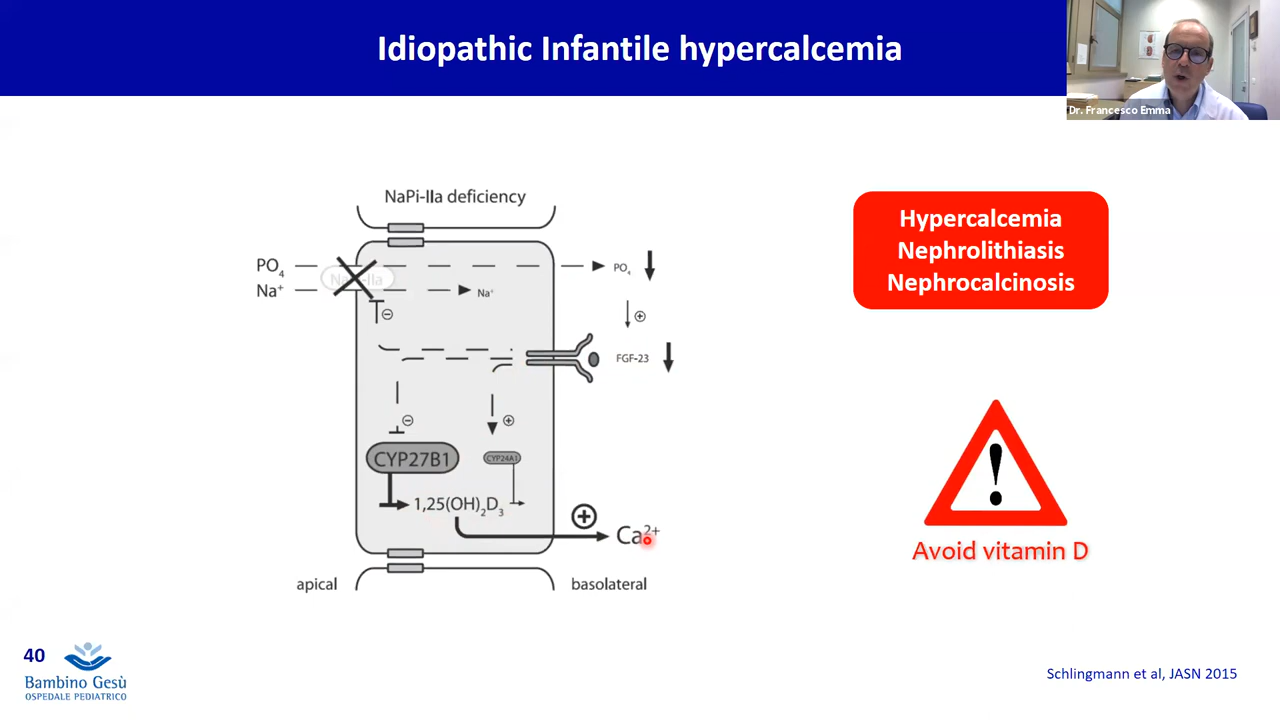 Idiopathic Infantile hypercalcemia
Dr. Francesco Emma
NaPi-IIa deficiency
PO4
Na+
NaPi-IIa
PO4
Na+
Hypercalcemia
Nephrolithiasis
Nephrocalcinosis
FGF-23
CYP27B1
CYP24A1
1,25(OH)2D3
Ca2+
apical
basolateral
!
Avoid vitamin D
40
Bambino Gesù
OSPEDALE PEDIATRICO
Schlingmann et al, JASN 2015